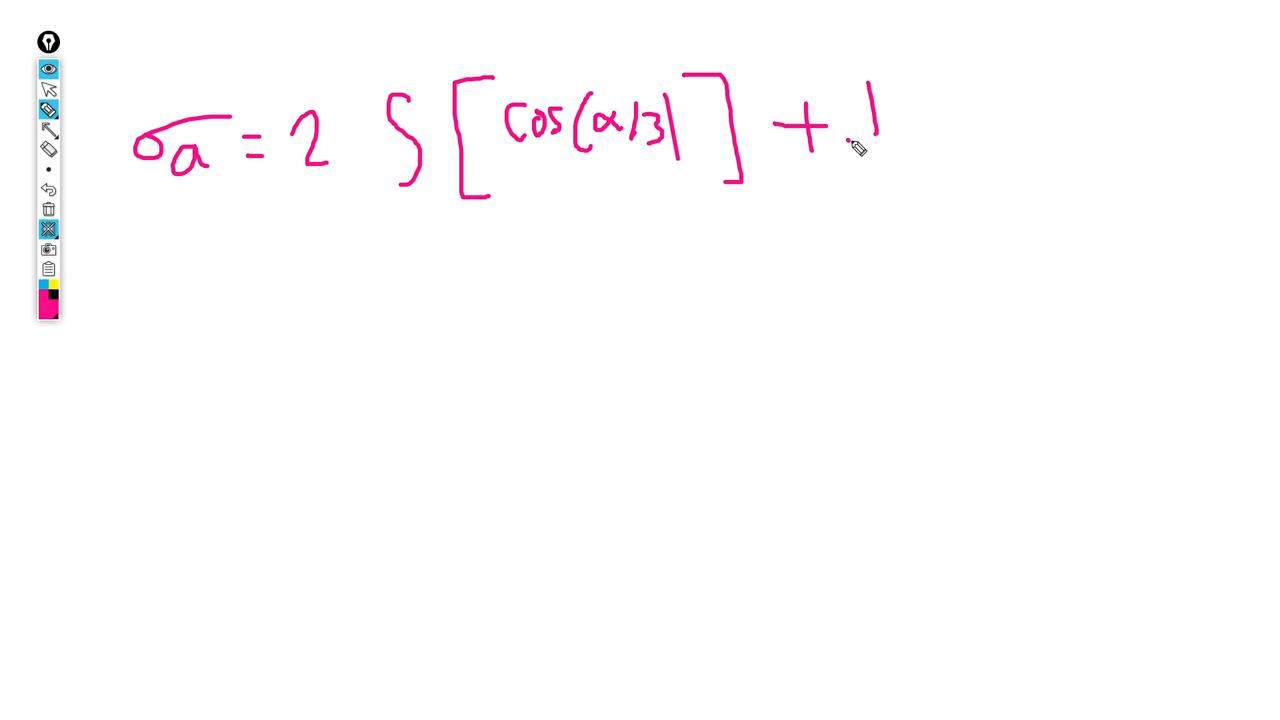 σa = 2 S [cos(α/3)] + 1